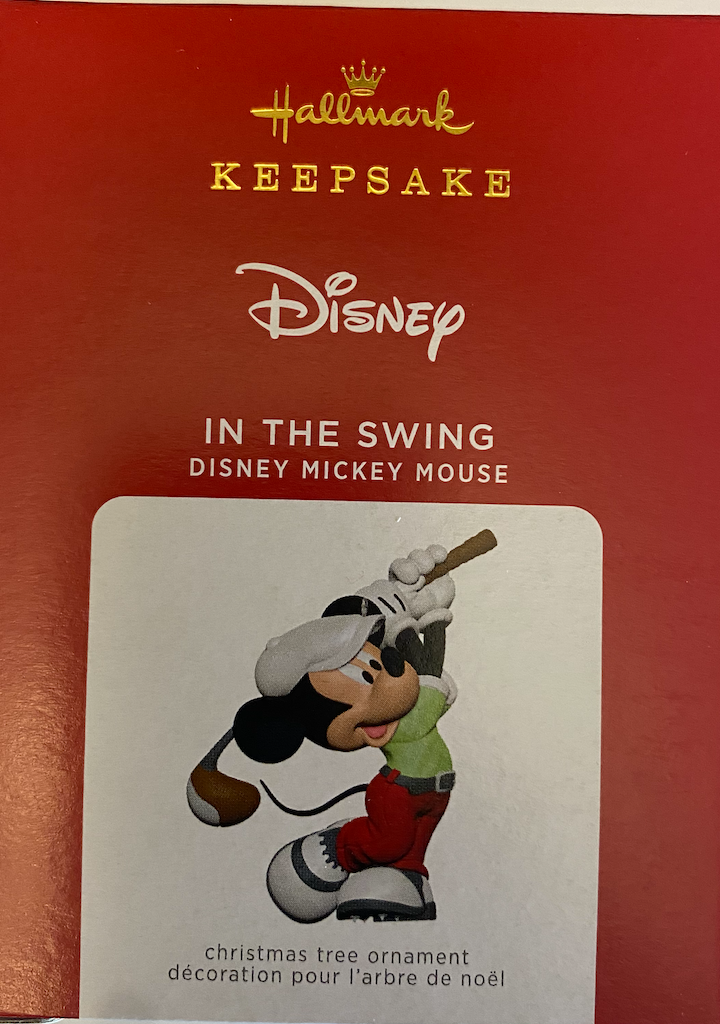 Hallmark
KEEPSAKE
Disney
IN THE SWING
DISNEY MICKEY MOUSE
christmas tree ornament
décoration pour l'arbre de noël